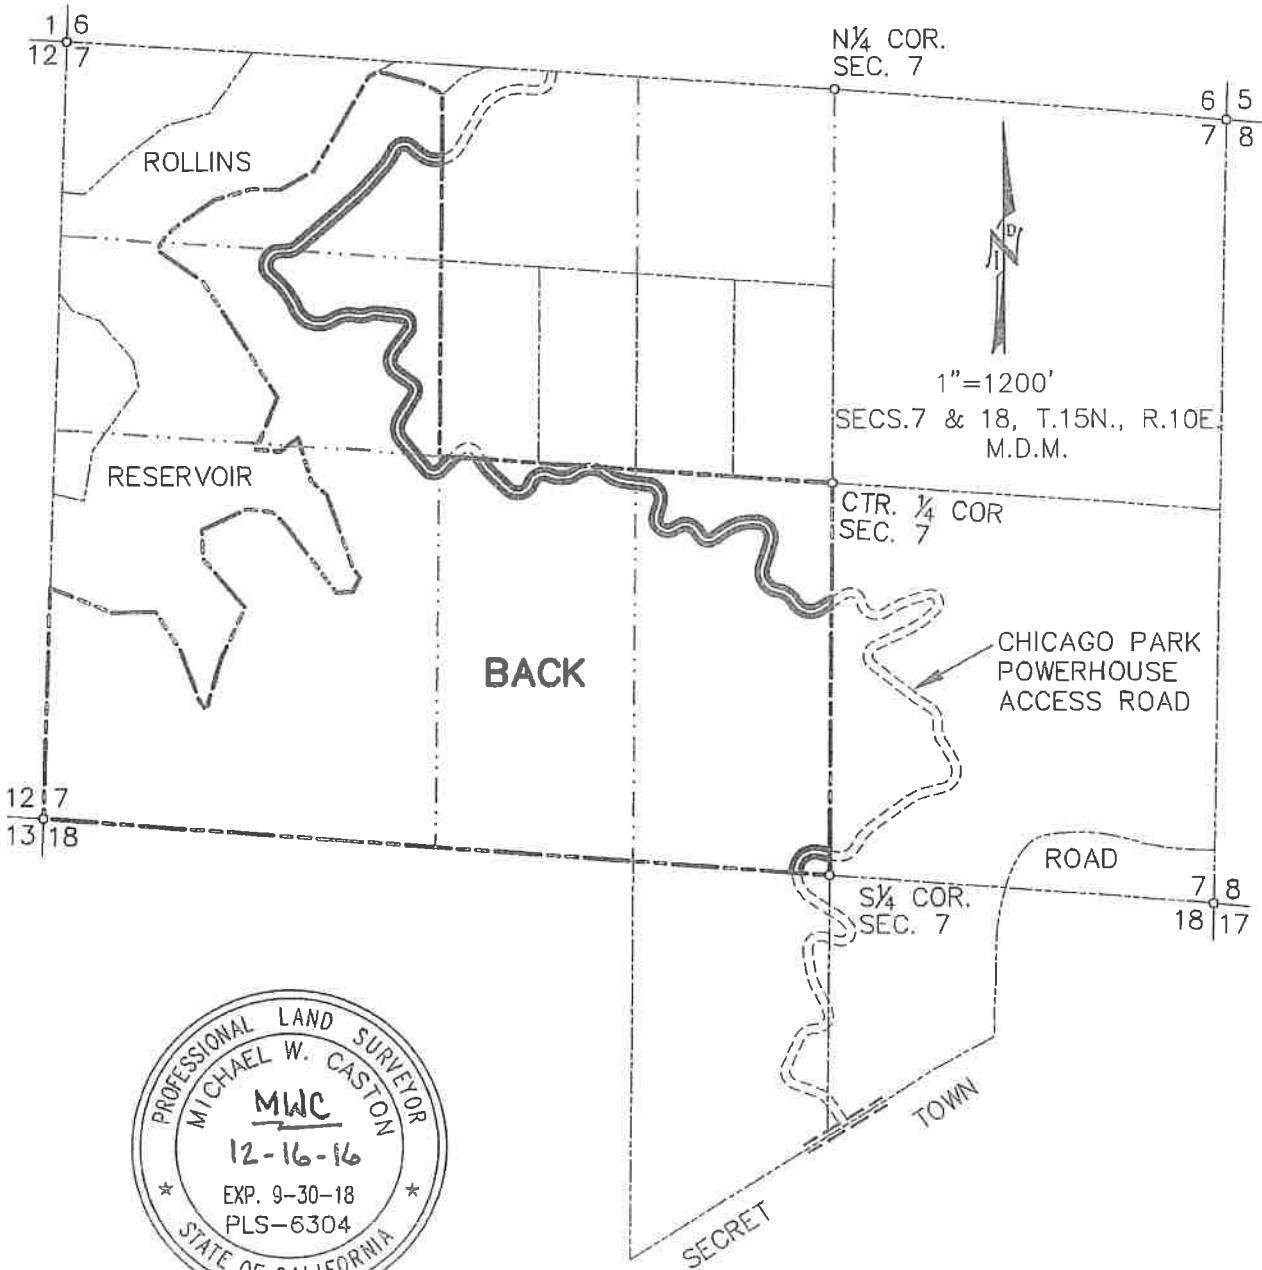 1 6
12 7
N¼ COR.
SEC. 7
6 5
7 8
ROLLINS
N
I D
1"=1200'
SECS.7 & 18, T.15N., R.10E.
M.D.M.
RESERVOIR
CTR. ¼ COR
SEC. 7
BACK
CHICAGO PARK
POWERHOUSE
ACCESS ROAD
12 7
13 18
ROAD
S¼ COR.
SEC. 7
7 8
18 17
TOWN
SECRET
PROFESSIONAL LAND SURVEYOR
MICHAEL W. CASTON
MWC
12-16-16
EXP. 9-30-18
PLS-6304
STATE OF CALIFORNIA